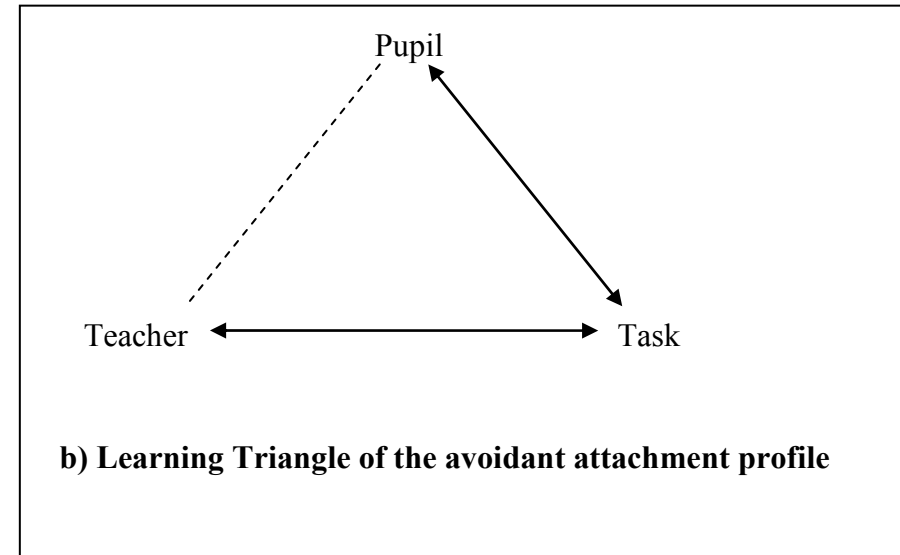 Pupil
Teacher Task
b) Learning Triangle of the avoidant attachment profile